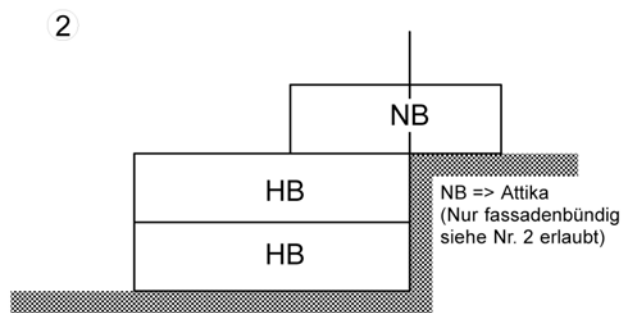 2
NB
HB
HB
NB => Attika
(Nur fassadenbündig
siehe Nr. 2 erlaubt)